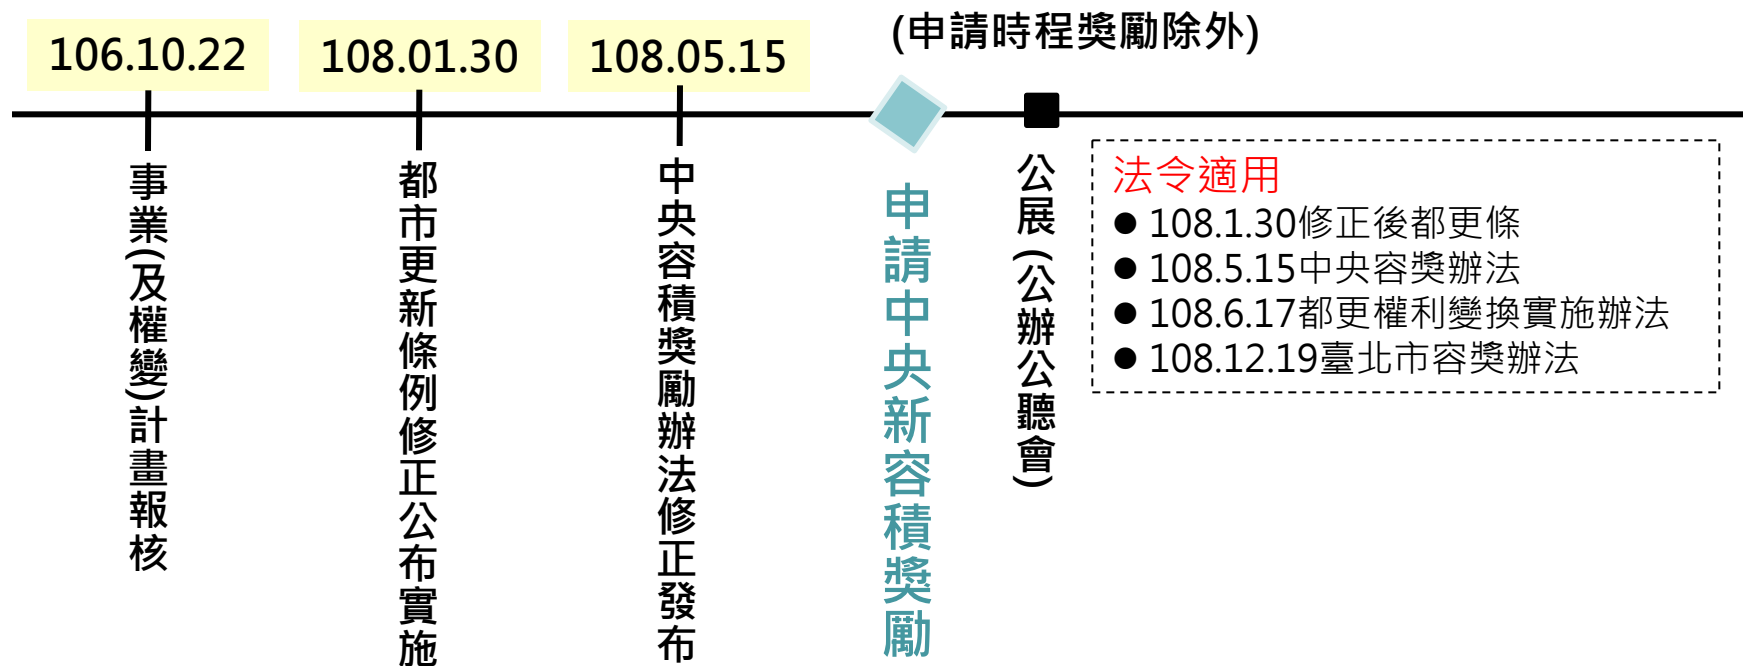 106.10.22
108.01.30
108.05.15
(申請時程獎勵除外)
事業(及權變)計畫報核
都市更新條例修正公布實施
中央容積獎勵辦法修正發布
申請中央新容積獎勵
公展(公辦公聽會)
法令適用
● 108.1.30修正後都更條
● 108.5.15中央容獎辦法
● 108.6.17都更權利變換實施辦法
● 108.12.19臺北市容獎辦法